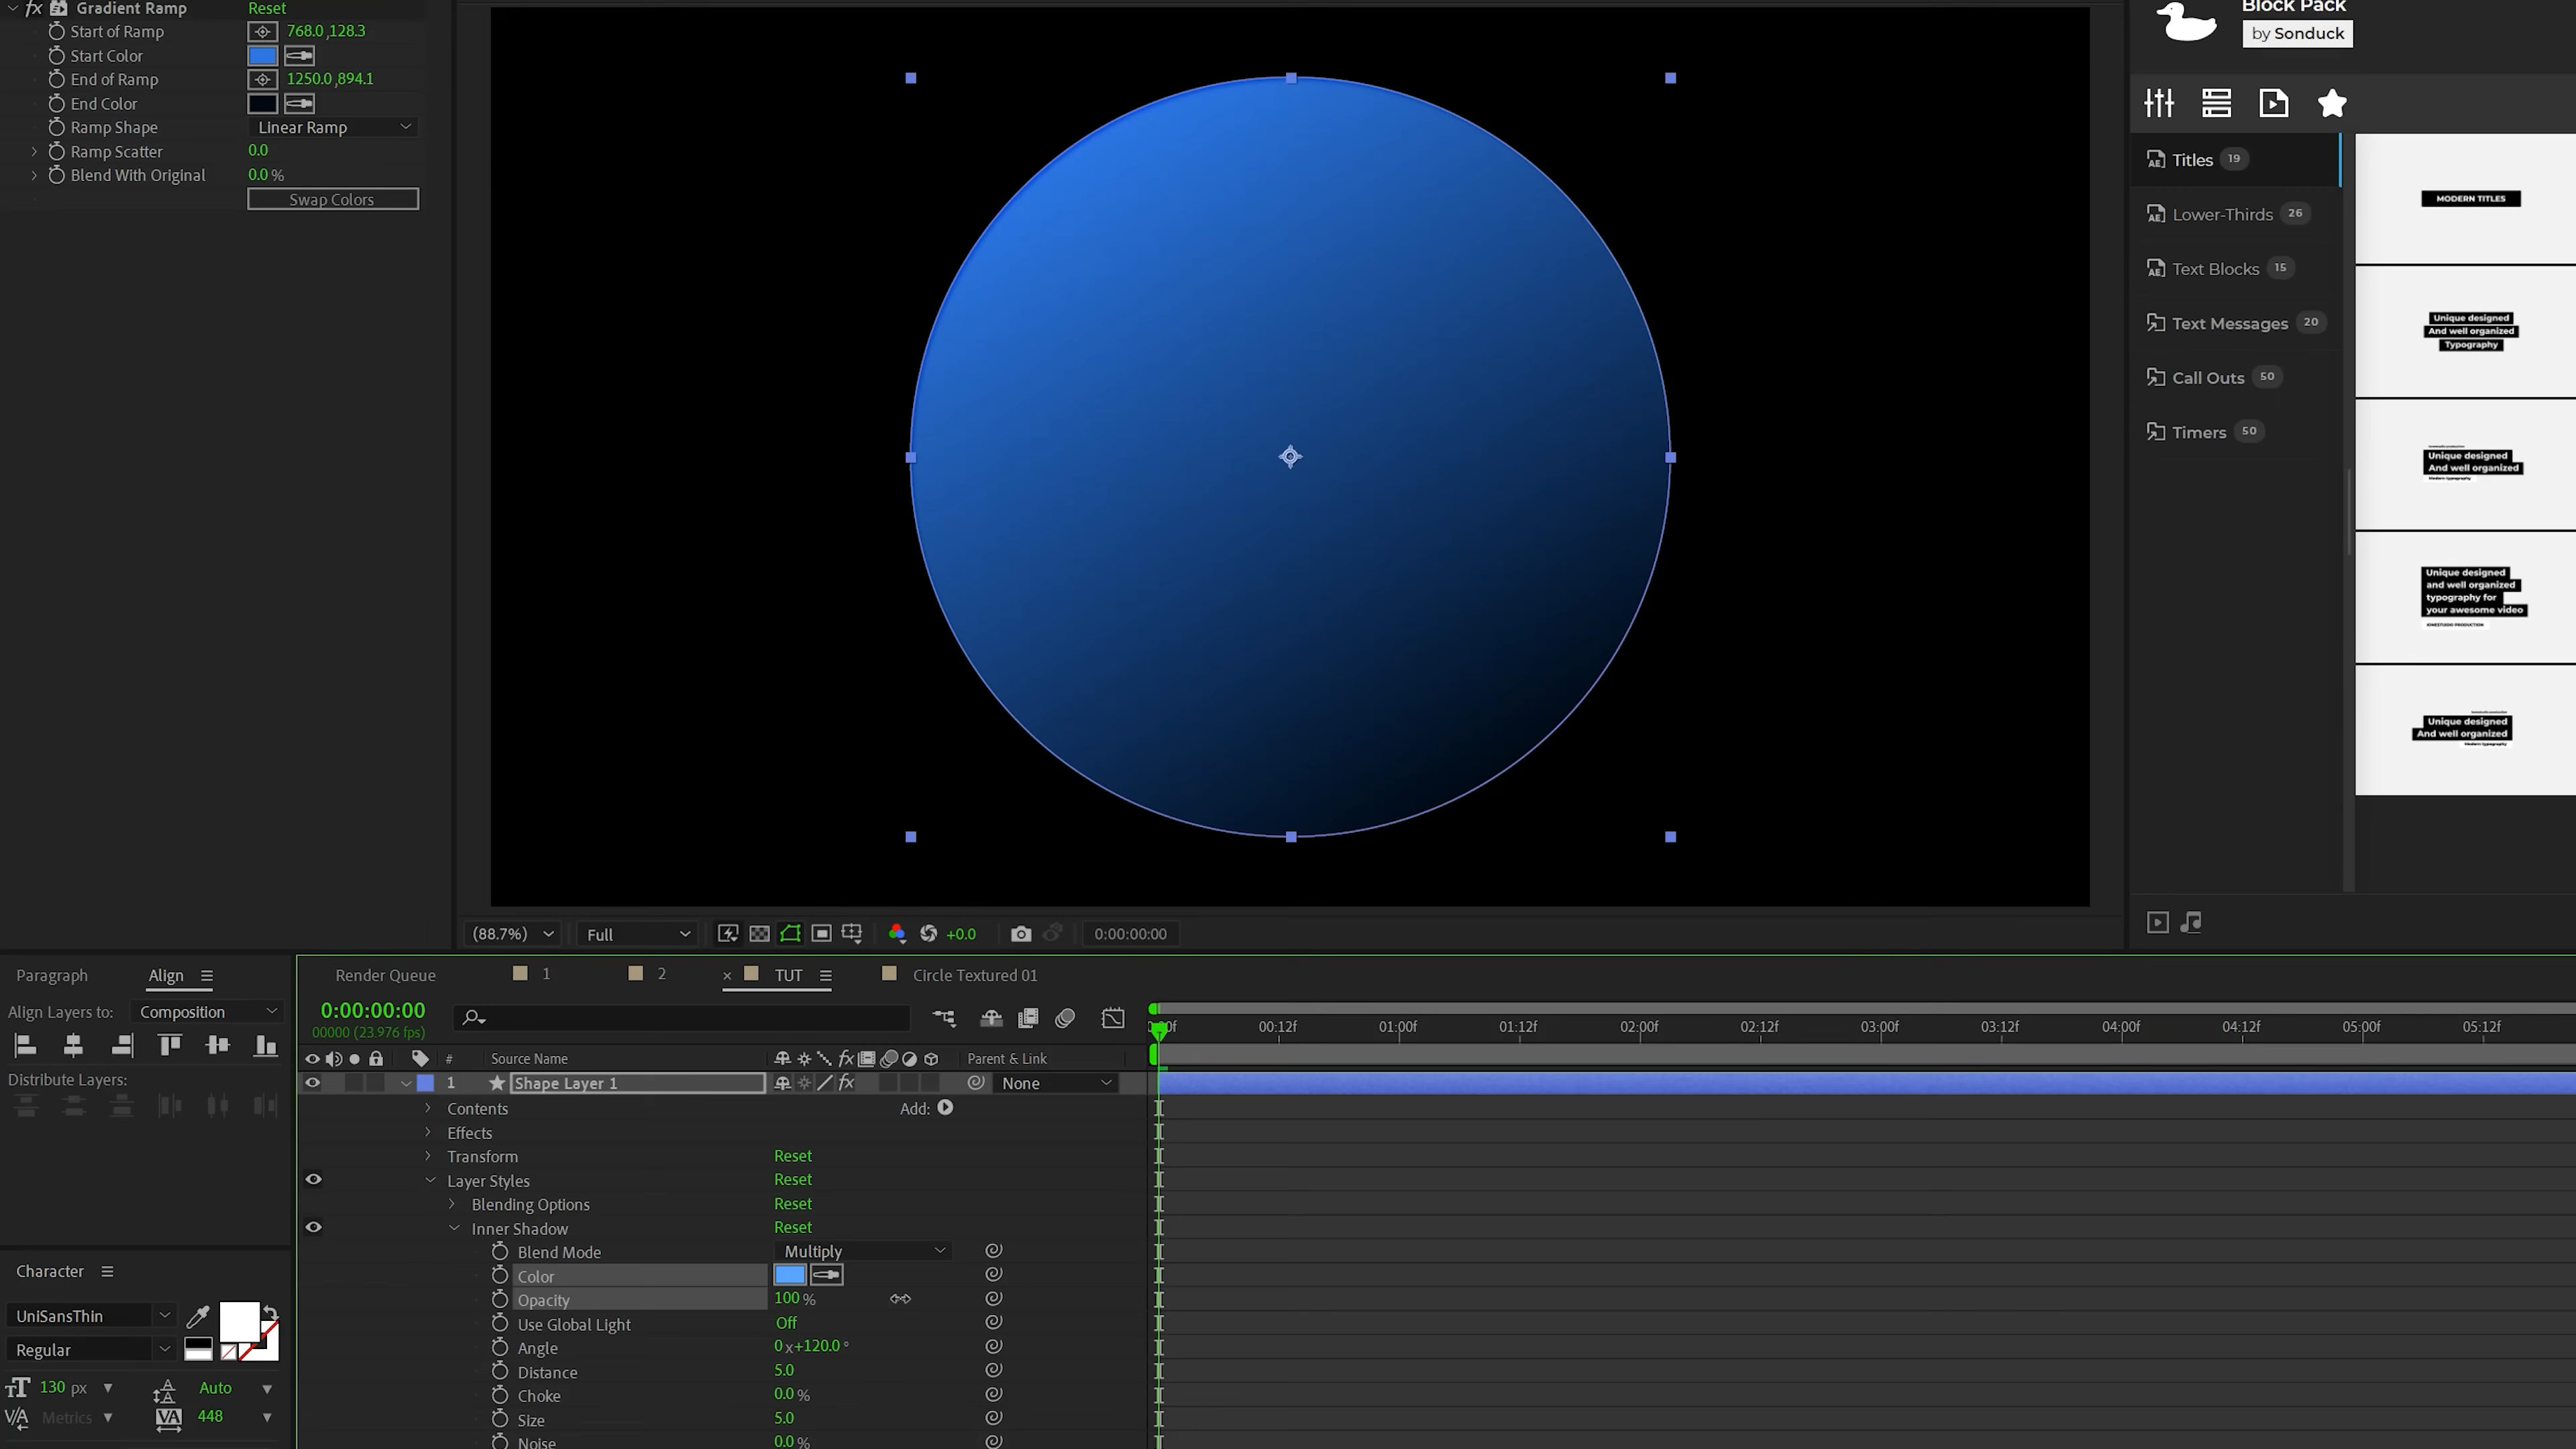 fx Gradient Ramp Reset
Start of Ramp 768.0 ,128.3
Start Color
End of Ramp 1250.0 ,894.1
End Color
Ramp Shape Linear Ramp
Ramp Scatter 0.0
Blend With Original 0.0 %
Swap Colors
Block Pack
by Sonduck
Titles 19
Lower-Thirds 26
Text Blocks 15
Text Messages 20
Call Outs 50
Timers 50
MODERN TITLES
Unique designed
And well organized
Typography
Unique designed
And well organized
Modern typography
Unique designed
and well organized
typography for
your awesome video
Unique designed
And well organized
Modern typography
(88.7%) Full +0.0 0:00:00:00
Paragraph Align
Align Layers to: Composition
Distribute Layers:
Character
UniSansThin
Regular
130 px Auto
Metrics 448
Render Queue 1 2 × TUT Circle Textured 01
0:00:00:00
00000 (23.976 fps)
00:12f 01:00f 01:12f 02:00f 02:12f 03:00f 03:12f 04:00f 04:12f 05:00f 05:12f
# Source Name fx Parent & Link
1 Shape Layer 1 fx None
Contents Add:
Effects
Transform Reset
Layer Styles Reset
Blending Options Reset
Inner Shadow Reset
Blend Mode Multiply
Color
Opacity 100 %
Use Global Light Off
Angle 0 x+120.0 °
Distance 5.0
Choke 0.0 %
Size 5.0
Noise 0.0 %